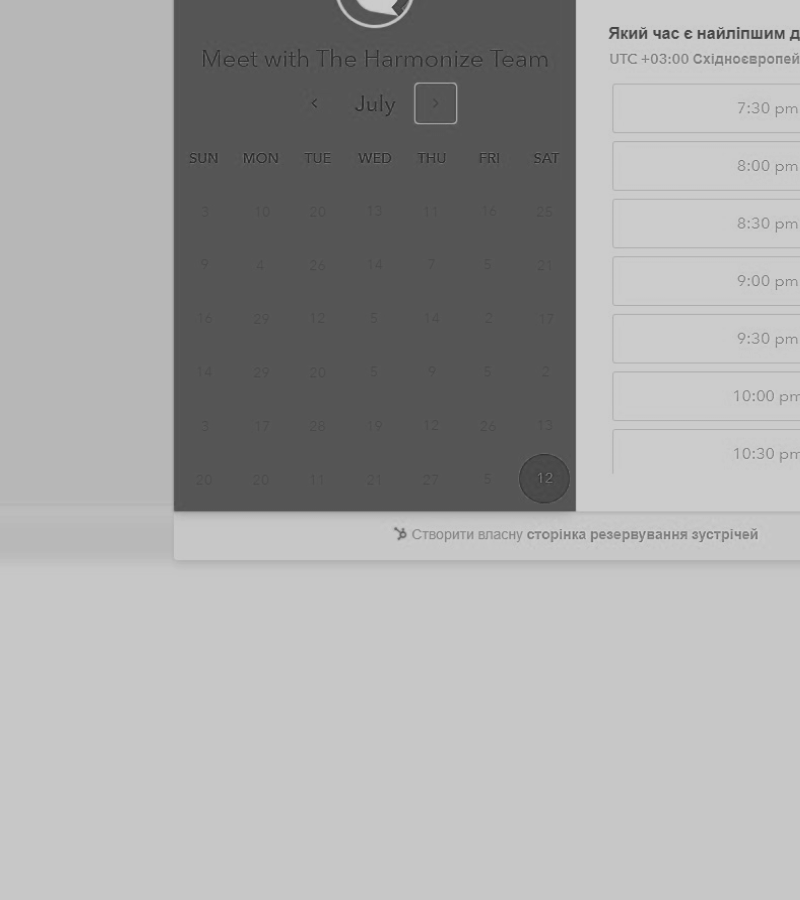 Meet with The Harmonize Team
July
SUN MON TUE WED THU FRI SAT
3 10 20 13 11 16 25
9 4 26 14 7 5 21
16 29 12 5 14 2 17
14 29 20 5 9 5 2
3 17 28 19 12 26 13
20 20 11 21 27 5 12
Який час є найліпшим д
UTC +03:00 Східноєвропей
7:30 pm
8:00 pm
8:30 pm
9:00 pm
9:30 pm
10:00 pm
10:30 pm
Створити власну сторінка резервування зустрічей